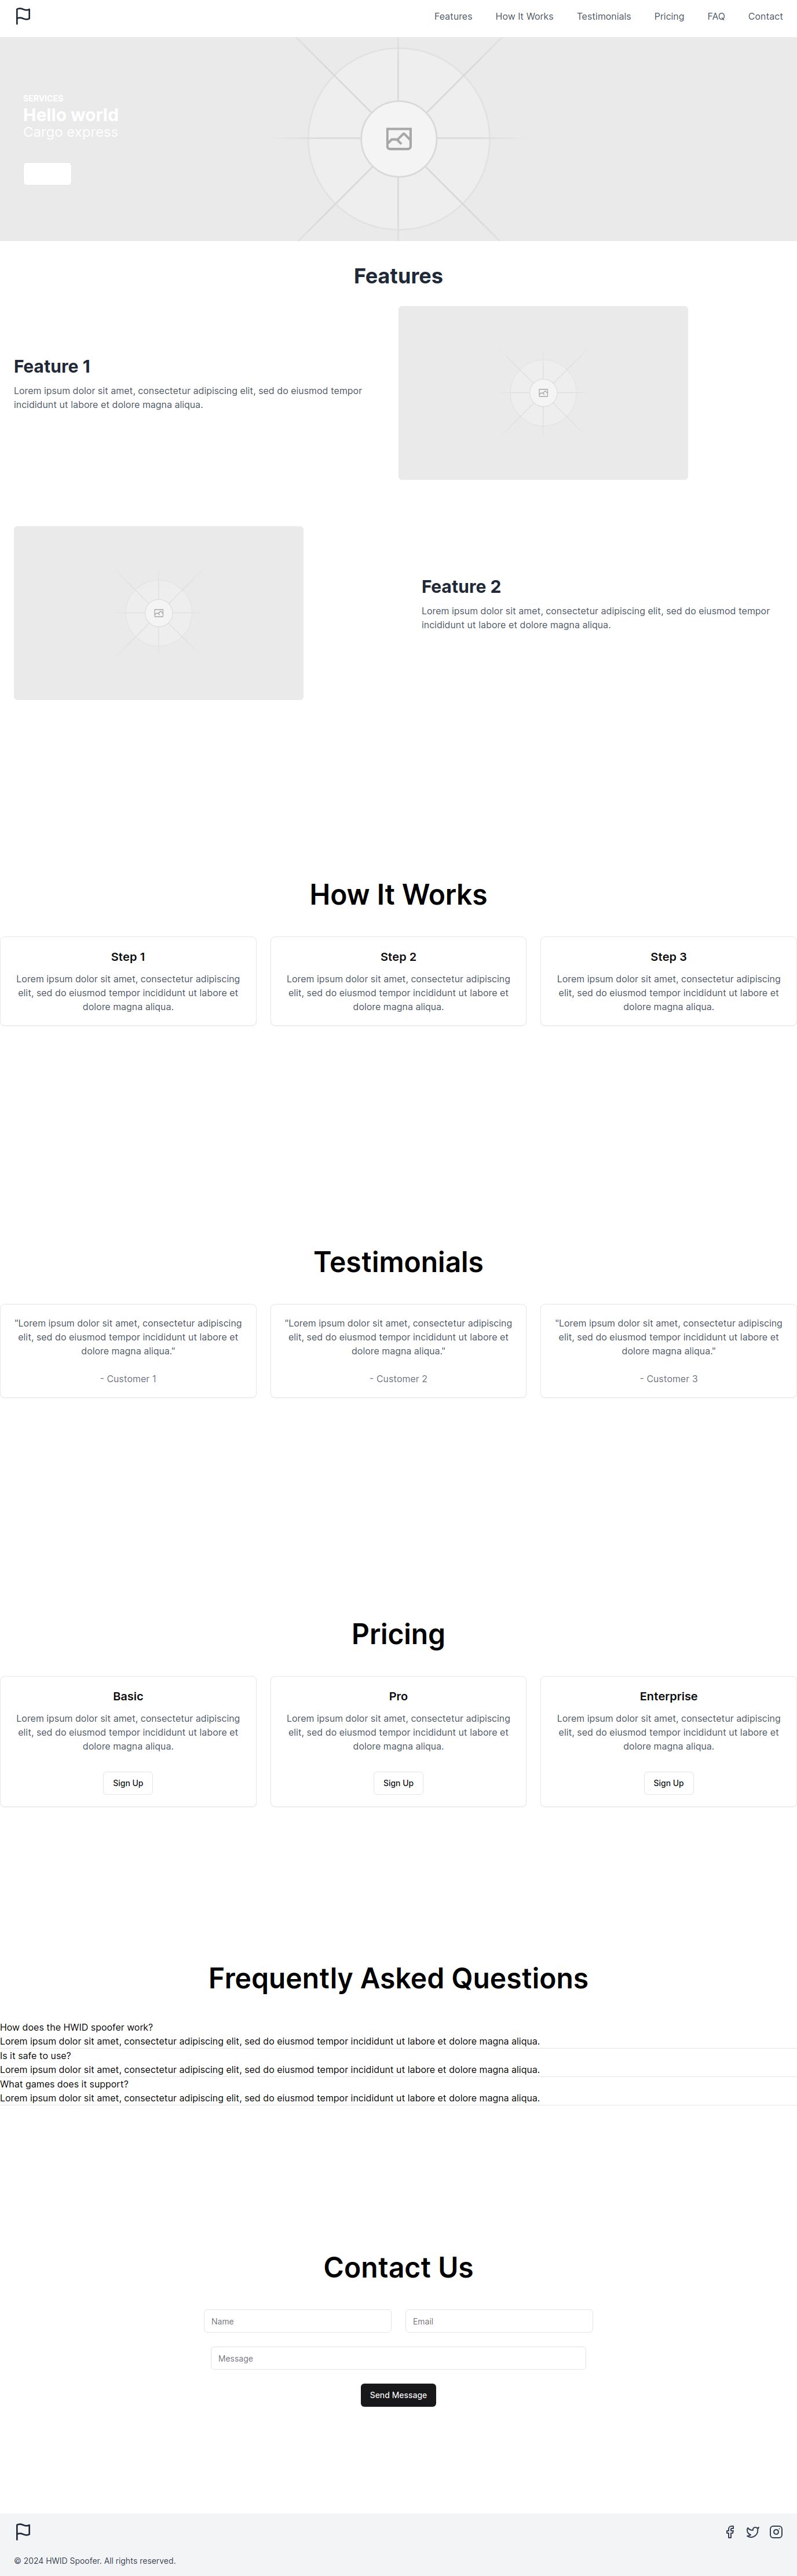 Features How It Works Testimonials Pricing FAQ Contact
SERVICES
Hello world
Cargo express
Features
Feature 1
Lorem ipsum dolor sit amet, consectetur adipiscing elit, sed do eiusmod tempor
incididunt ut labore et dolore magna aliqua.
Feature 2
Lorem ipsum dolor sit amet, consectetur adipiscing elit, sed do eiusmod tempor
incididunt ut labore et dolore magna aliqua.
How It Works
Step 1
Lorem ipsum dolor sit amet, consectetur adipiscing
elit, sed do eiusmod tempor incididunt ut labore et
dolore magna aliqua.
Step 2
Lorem ipsum dolor sit amet, consectetur adipiscing
elit, sed do eiusmod tempor incididunt ut labore et
dolore magna aliqua.
Step 3
Lorem ipsum dolor sit amet, consectetur adipiscing
elit, sed do eiusmod tempor incididunt ut labore et
dolore magna aliqua.
Testimonials
"Lorem ipsum dolor sit amet, consectetur adipiscing
elit, sed do eiusmod tempor incididunt ut labore et
dolore magna aliqua."
- Customer 1
"Lorem ipsum dolor sit amet, consectetur adipiscing
elit, sed do eiusmod tempor incididunt ut labore et
dolore magna aliqua."
- Customer 2
"Lorem ipsum dolor sit amet, consectetur adipiscing
elit, sed do eiusmod tempor incididunt ut labore et
dolore magna aliqua."
- Customer 3
Pricing
Basic
Lorem ipsum dolor sit amet, consectetur adipiscing
elit, sed do eiusmod tempor incididunt ut labore et
dolore magna aliqua.
Sign Up
Pro
Lorem ipsum dolor sit amet, consectetur adipiscing
elit, sed do eiusmod tempor incididunt ut labore et
dolore magna aliqua.
Sign Up
Enterprise
Lorem ipsum dolor sit amet, consectetur adipiscing
elit, sed do eiusmod tempor incididunt ut labore et
dolore magna aliqua.
Sign Up
Frequently Asked Questions
How does the HWID spoofer work?
Lorem ipsum dolor sit amet, consectetur adipiscing elit, sed do eiusmod tempor incididunt ut labore et dolore magna aliqua.
Is it safe to use?
Lorem ipsum dolor sit amet, consectetur adipiscing elit, sed do eiusmod tempor incididunt ut labore et dolore magna aliqua.
What games does it support?
Lorem ipsum dolor sit amet, consectetur adipiscing elit, sed do eiusmod tempor incididunt ut labore et dolore magna aliqua.
Contact Us
Name
Email
Message
Send Message
© 2024 HWID Spoofer. All rights reserved.